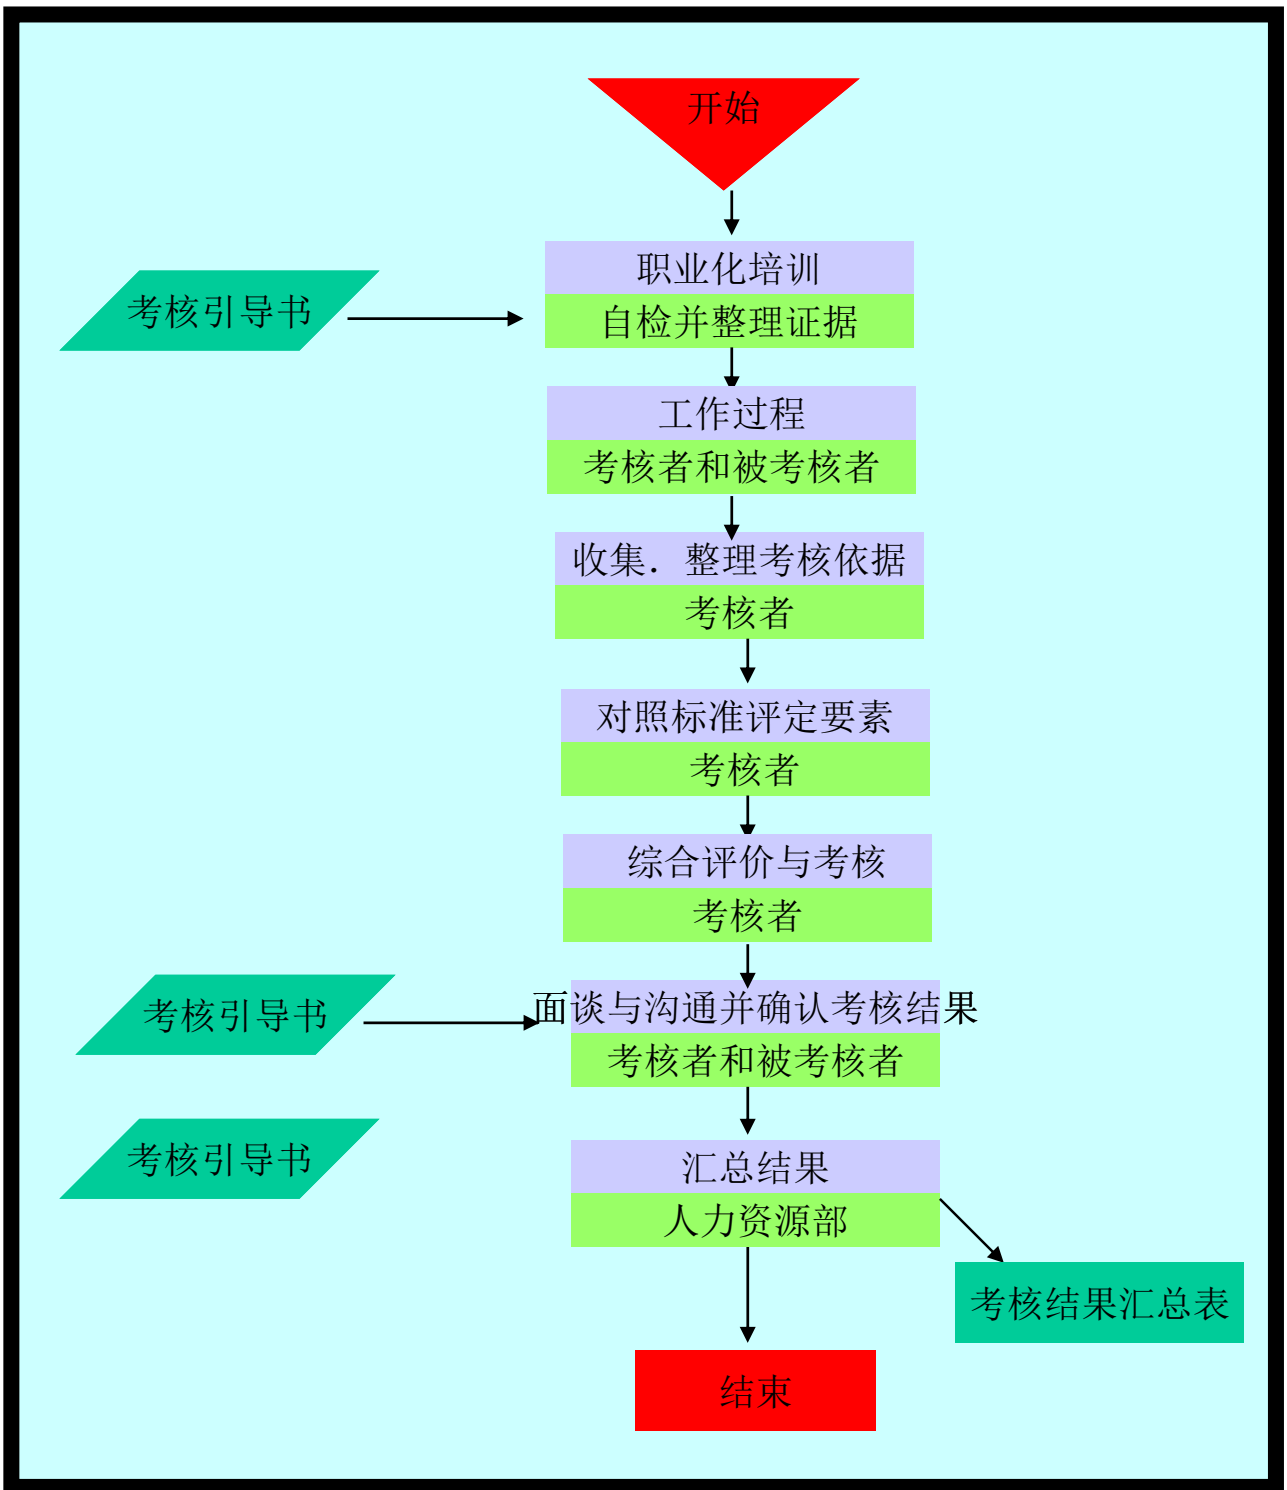 开始
职业化培训
考核引导书
自检并整理证据
工作过程
考核者和被考核者
收集．整理考核依据
考核者
对照标准评定要素
考核者
综合评价与考核
考核者
考核引导书
面谈与沟通并确认考核结果
考核者和被考核者
考核引导书
汇总结果
人力资源部
考核结果汇总表
结束